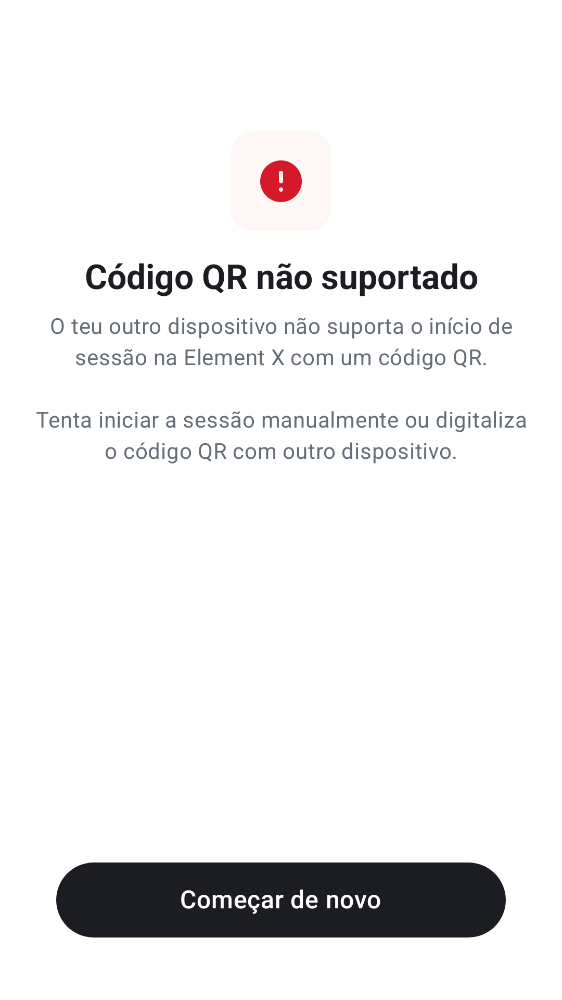 Código QR não suportado
O teu outro dispositivo não suporta o início de
sessão na Element X com um código QR.
Tenta iniciar a sessão manualmente ou digitaliza
o código QR com outro dispositivo.
Começar de novo